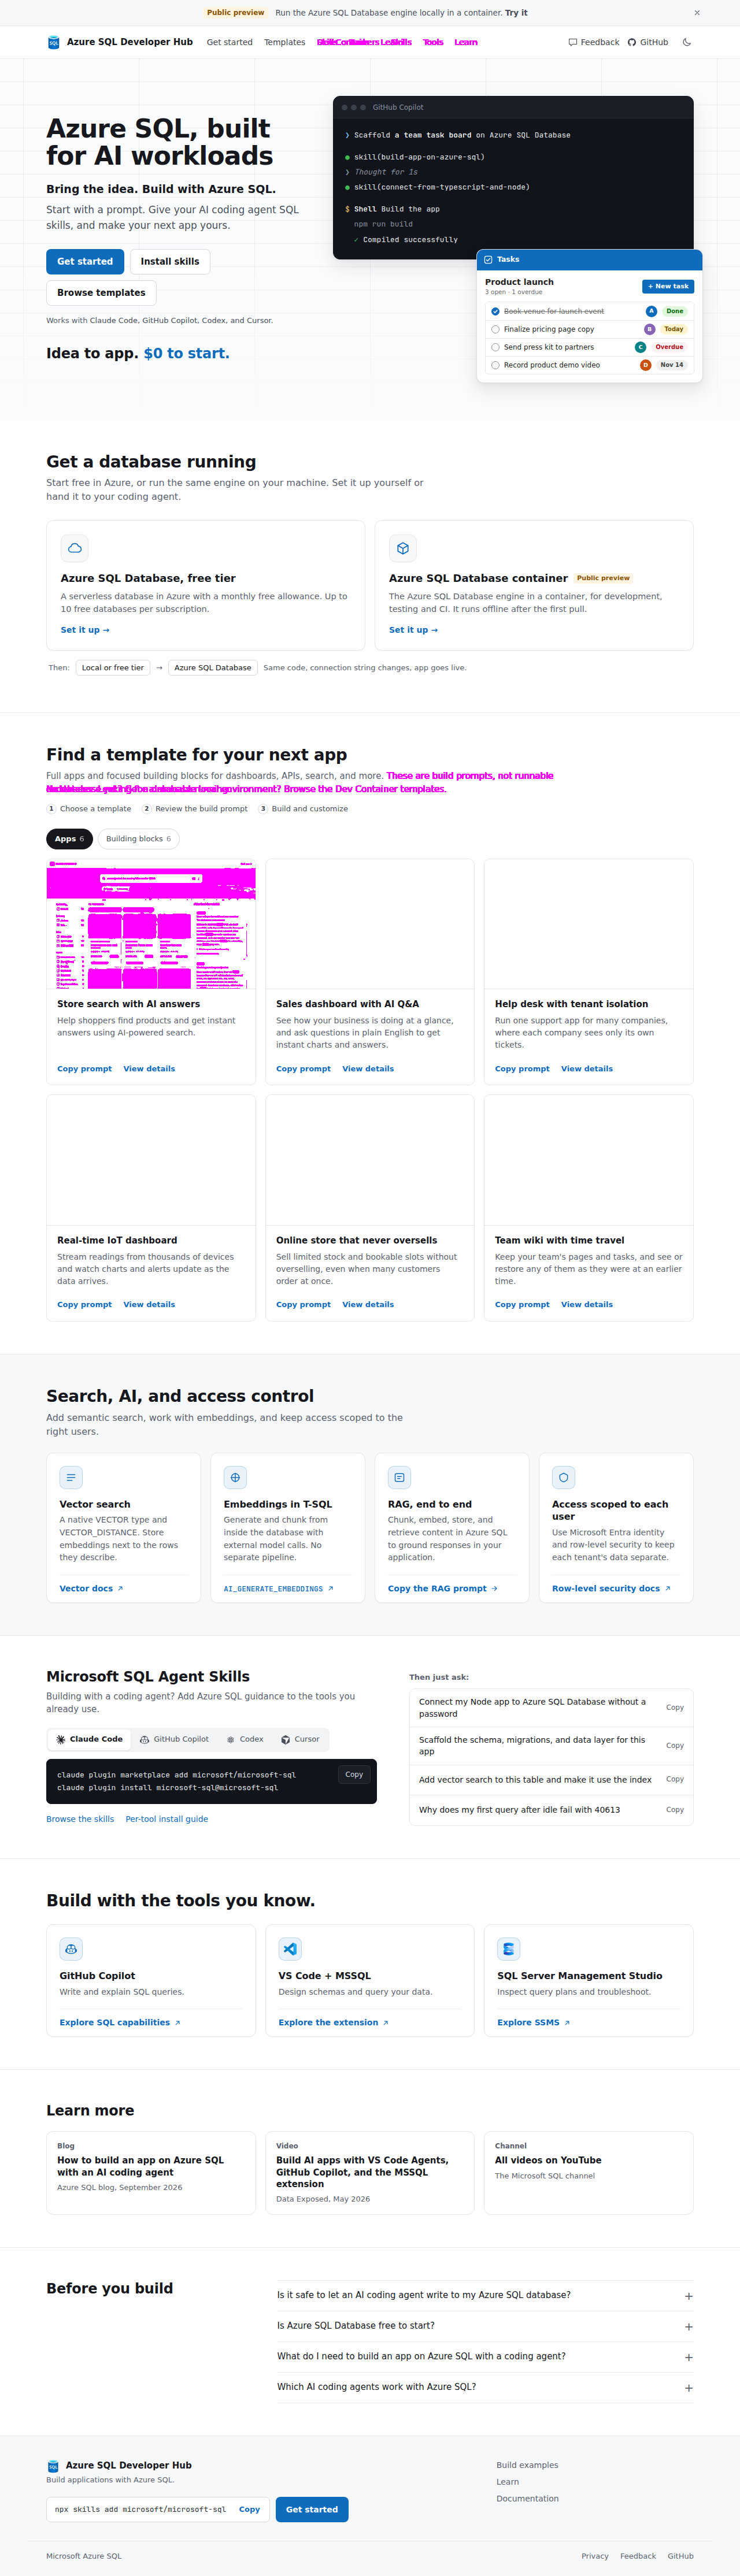 Public preview Run the Azure SQL Database engine locally in a container. Try it
Azure SQL Developer Hub Get started Templates Tools Learn Feedback GitHub
Azure SQL, built
for AI workloads
Bring the idea. Build with Azure SQL.
Start with a prompt. Give your AI coding agent SQL
skills, and make your next app yours.
Get started Install skills
Browse templates
Works with Claude Code, GitHub Copilot, Codex, and Cursor.
Idea to app. $0 to start.
GitHub Copilot
❯ Scaffold a team task board on Azure SQL Database
● skill(build-app-on-azure-sql)
❯ Thought for 1s
● skill(connect-from-typescript-and-node)
$ Shell Build the app
npm run build
✓ Compiled successfully
Tasks
Product launch
3 open · 1 overdue
+ New task
Book venue for launch event A Done
Finalize pricing page copy B Today
Send press kit to partners C Overdue
Record product demo video D Nov 14
Get a database running
Start free in Azure, or run the same engine on your machine. Set it up yourself or
hand it to your coding agent.
Azure SQL Database, free tier
A serverless database in Azure with a monthly free allowance. Up to
10 free databases per subscription.
Set it up →
Azure SQL Database container Public preview
The Azure SQL Database engine in a container, for development,
testing and CI. It runs offline after the first pull.
Set it up →
Then: Local or free tier → Azure SQL Database Same code, connection string changes, app goes live.
Find a template for your next app
Full apps and focused building blocks for dashboards, APIs, search, and more. These are build prompts, not runnable
environment? Browse the Dev Container templates.
1 Choose a template 2 Review the build prompt 3 Build and customize
Apps 6 Building blocks 6
Store search with AI answers
Help shoppers find products and get instant
answers using AI-powered search.
Copy prompt View details
Sales dashboard with AI Q&A
See how your business is doing at a glance,
and ask questions in plain English to get
instant charts and answers.
Copy prompt View details
Help desk with tenant isolation
Run one support app for many companies,
where each company sees only its own
tickets.
Copy prompt View details
Real-time IoT dashboard
Stream readings from thousands of devices
and watch charts and alerts update as the
data arrives.
Copy prompt View details
Online store that never oversells
Sell limited stock and bookable slots without
overselling, even when many customers
order at once.
Copy prompt View details
Team wiki with time travel
Keep your team's pages and tasks, and see or
restore any of them as they were at an earlier
time.
Copy prompt View details
Search, AI, and access control
Add semantic search, work with embeddings, and keep access scoped to the
right users.
Vector search
A native VECTOR type and
VECTOR_DISTANCE. Store
embeddings next to the rows
they describe.
Vector docs ↗
Embeddings in T-SQL
Generate and chunk from
inside the database with
external model calls. No
separate pipeline.
AI_GENERATE_EMBEDDINGS ↗
RAG, end to end
Chunk, embed, store, and
retrieve content in Azure SQL
to ground responses in your
application.
Copy the RAG prompt →
Access scoped to each
user
Use Microsoft Entra identity
and row-level security to keep
each tenant's data separate.
Row-level security docs ↗
Microsoft SQL Agent Skills
Building with a coding agent? Add Azure SQL guidance to the tools you
already use.
Claude Code GitHub Copilot Codex Cursor
claude plugin marketplace add microsoft/microsoft-sql
claude plugin install microsoft-sql@microsoft-sql
Copy
Browse the skills Per-tool install guide
Then just ask:
Connect my Node app to Azure SQL Database without a
password
Copy
Scaffold the schema, migrations, and data layer for this
app
Copy
Add vector search to this table and make it use the index Copy
Why does my first query after idle fail with 40613 Copy
Build with the tools you know.
GitHub Copilot
Write and explain SQL queries.
Explore SQL capabilities ↗
VS Code + MSSQL
Design schemas and query your data.
Explore the extension ↗
SQL Server Management Studio
Inspect query plans and troubleshoot.
Explore SSMS ↗
Learn more
Blog
How to build an app on Azure SQL
with an AI coding agent
Azure SQL blog, September 2026
Video
Build AI apps with VS Code Agents,
GitHub Copilot, and the MSSQL
extension
Data Exposed, May 2026
Channel
All videos on YouTube
The Microsoft SQL channel
Before you build
Is it safe to let an AI coding agent write to my Azure SQL database?
Is Azure SQL Database free to start?
What do I need to build an app on Azure SQL with a coding agent?
Which AI coding agents work with Azure SQL?
Azure SQL Developer Hub
Build applications with Azure SQL.
npx skills add microsoft/microsoft-sql Copy Get started
Build examples
Learn
Documentation
Microsoft Azure SQL Privacy Feedback GitHub